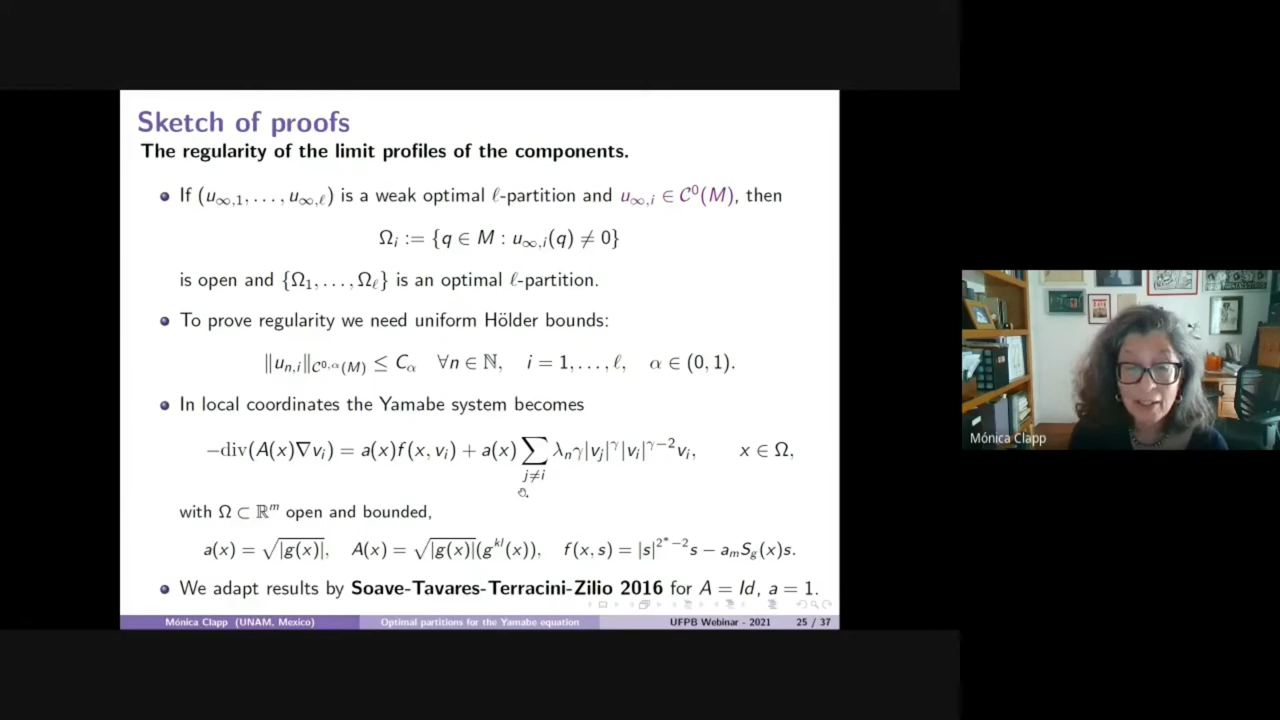 Sketch of proofs
The regularity of the limit profiles of the components.
If (u∞,1, . . . , u∞,ℓ) is a weak optimal ℓ-partition and u∞,i ∈ C⁰(M), then
Ωi := {q ∈ M : u∞,i(q) ≠ 0}
is open and {Ω1, . . . , Ωℓ} is an optimal ℓ-partition.
To prove regularity we need uniform Hölder bounds:
‖un,i‖C⁰,α(M) ≤ Cα ∀n ∈ ℕ, i = 1, . . . , ℓ, α ∈ (0, 1).
In local coordinates the Yamabe system becomes
−div(A(x)∇vi) = a(x)f(x, vi) + a(x) ∑j≠i λnγ|vj|^γ|vi|^γ−2vi, x ∈ Ω,
with Ω ⊂ ℝ^m open and bounded,
a(x) = √|g(x)|, A(x) = √|g(x)|(g^kl(x)), f(x, s) = |s|^2*−2s − amSg(x)s.
We adapt results by Soave-Tavares-Terracini-Zilio 2016 for A = Id, a = 1.
Mónica Clapp (UNAM, Mexico) Optimal partitions for the Yamabe equation UFPB Webinar - 2021 25 / 37
Mónica Clapp